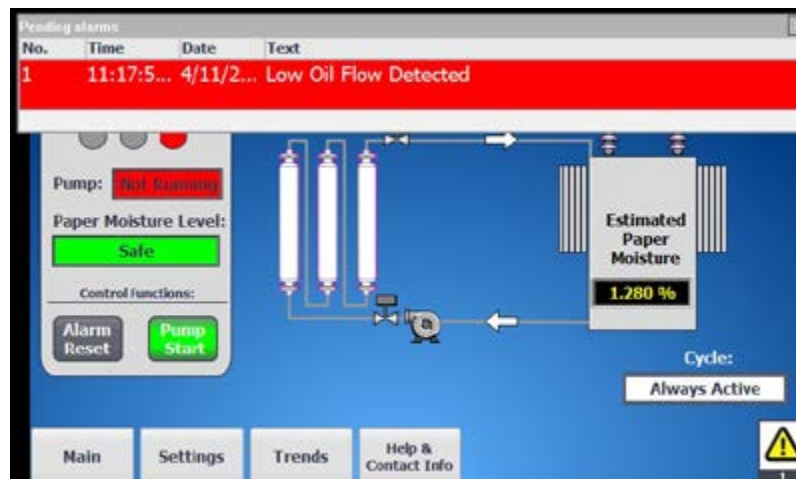 Pending alarms
No. Time Date Text
1 11:17:5... 4/11/2... Low Oil Flow Detected
Pump: Not Running
Paper Moisture Level:
Safe
Control Functions:
Alarm
Reset
Pump
Start
Estimated
Paper
Moisture
1.280 %
Cycle:
Always Active
Main
Settings
Trends
Help &
Contact Info
1